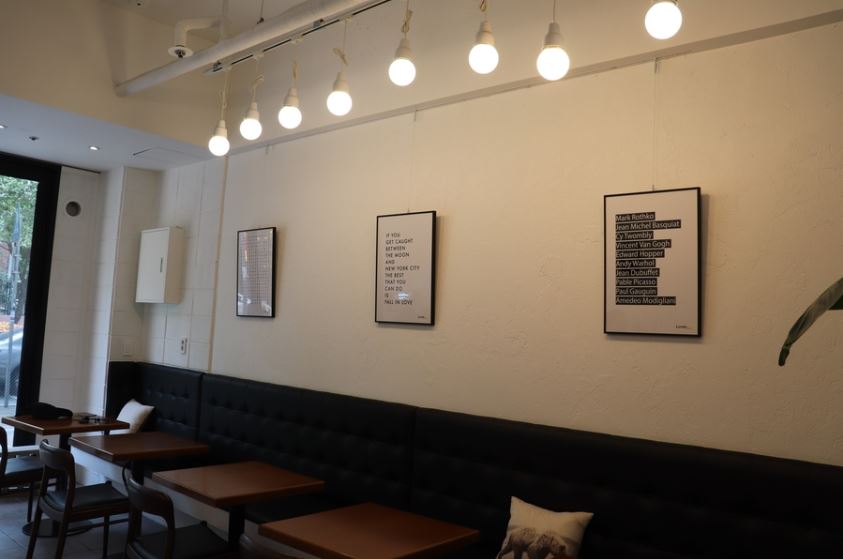 IF YOU
GET CAUGHT
BETWEEN
THE MOON
AND
NEW YORK CITY
THE BEST
THAT YOU
CAN DO
IS
FALL IN LOVE
Mark Rothko
Jean Michel Basquiat
Cy Twombly
Vincent Van Gogh
Edward Hopper
Andy Warhol
Jean Dubuffet
Pable Picasso
Paul Gauguin
Amedeo Modiglian